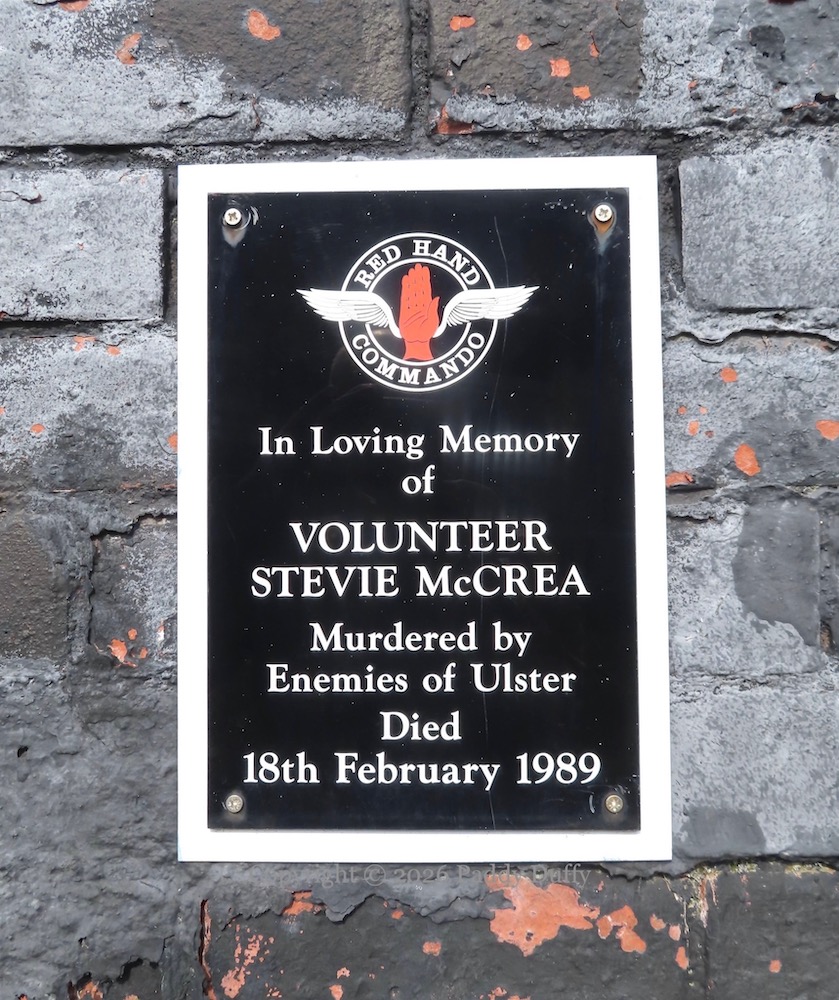 RED HAND
COMMANDO
In Loving Memory
of
VOLUNTEER
STEVIE McCREA
Murdered by
Enemies of Ulster
Died
18th February 1989
Copyright © 2026 Paddy Duffy